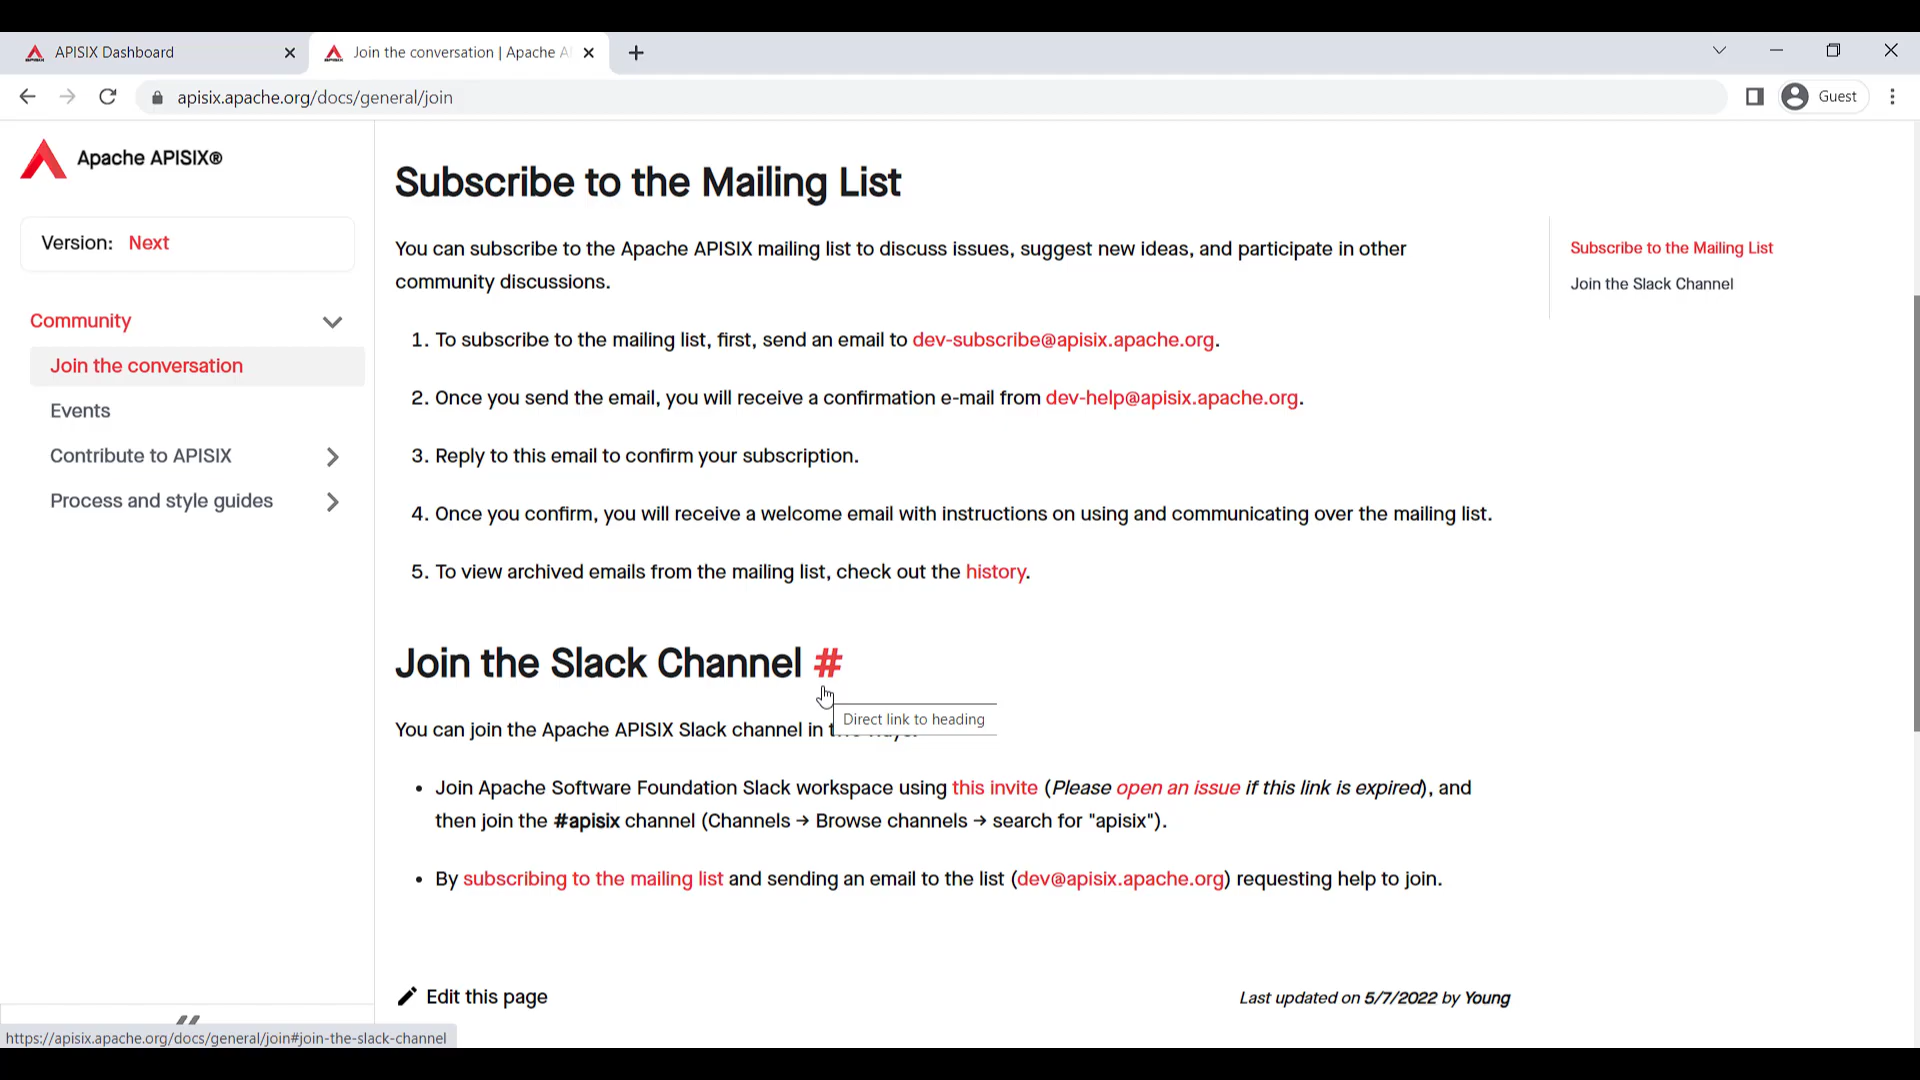 APISIX Dashboard
Join the conversation | Apache A
apisix.apache.org/docs/general/join
Guest
Apache APISIX®
Version: Next
Community
Join the conversation
Events
Contribute to APISIX
Process and style guides
Subscribe to the Mailing List
You can subscribe to the Apache APISIX mailing list to discuss issues, suggest new ideas, and participate in other
community discussions.
1. To subscribe to the mailing list, first, send an email to dev-subscribe@apisix.apache.org.
2. Once you send the email, you will receive a confirmation e-mail from dev-help@apisix.apache.org.
3. Reply to this email to confirm your subscription.
4. Once you confirm, you will receive a welcome email with instructions on using and communicating over the mailing list.
5. To view archived emails from the mailing list, check out the history.
Join the Slack Channel #
Direct link to heading
You can join the Apache APISIX Slack channel in
• Join Apache Software Foundation Slack workspace using this invite (Please open an issue if this link is expired), and
then join the #apisix channel (Channels → Browse channels → search for "apisix").
• By subscribing to the mailing list and sending an email to the list (dev@apisix.apache.org) requesting help to join.
Edit this page
Last updated on 5/7/2022 by Young
Subscribe to the Mailing List
Join the Slack Channel
https://apisix.apache.org/docs/general/join#join-the-slack-channel